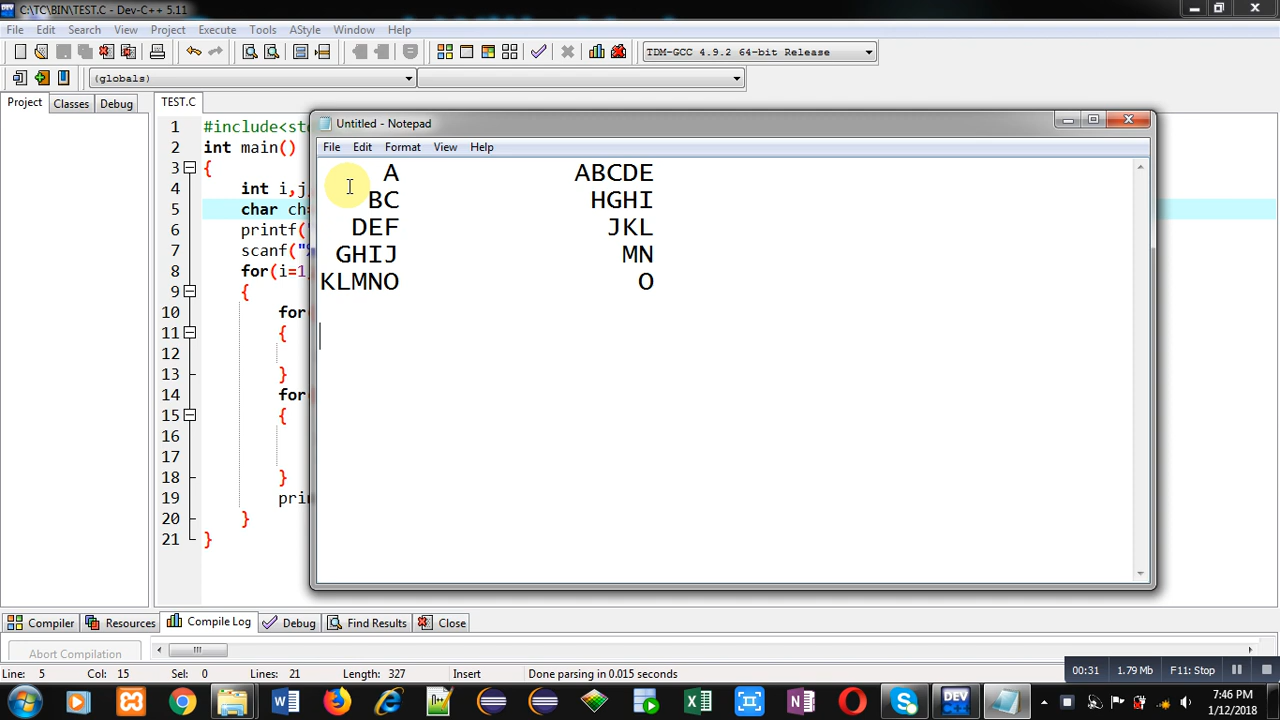 C:\TC\BIN\TEST.C - Dev-C++ 5.11
File Edit Search View Project Execute Tools AStyle Window Help
TDM-GCC 4.9.2 64-bit Release
(globals)
Project Classes Debug TEST.C
Untitled - Notepad
File Edit Format View Help
A ABCDE
BC HGHI
DEF JKL
GHIJ MN
KLMNO O
1 #include<st
2 int main()
3 {
4 int i,j
5 char ch
6 printf("
7 scanf("
8 for(i=1
9 {
10 for
11 {
12
13 }
14 for
15 {
16
17
18 }
19 pri
20 }
21 }
Compiler Resources Compile Log Debug Find Results Close
Abort Compilation
Line: 5 Col: 15 Sel: 0 Lines: 21 Length: 327 Insert Done parsing in 0.015 seconds
00:31 1.79 Mb F11: Stop
7:46 PM
1/12/2018